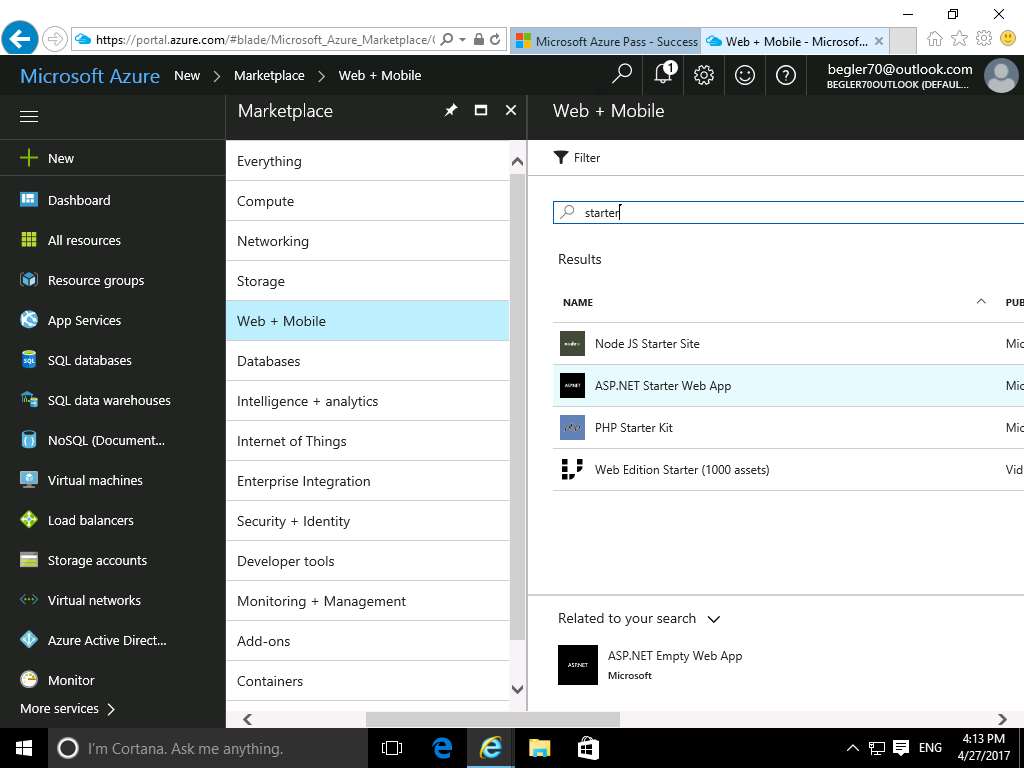 https://portal.azure.com/#blade/Microsoft_Azure_Marketplace/
Microsoft Azure Pass - Success
Web + Mobile - Microsof...
Microsoft Azure New > Marketplace > Web + Mobile
1
begler70@outlook.com
BEGLER70OUTLOOK (DEFAUL...
New
Dashboard
All resources
Resource groups
App Services
SQL databases
SQL data warehouses
NoSQL (Document...
Virtual machines
Load balancers
Storage accounts
Virtual networks
Azure Active Direct...
Monitor
More services >
Marketplace
Everything
Compute
Networking
Storage
Web + Mobile
Databases
Intelligence + analytics
Internet of Things
Enterprise Integration
Security + Identity
Developer tools
Monitoring + Management
Add-ons
Containers
Web + Mobile
Filter
starter
Results
NAME PUB
Node JS Starter Site Mic
ASP.NET Starter Web App Mic
PHP Starter Kit Mic
Web Edition Starter (1000 assets) Vid
Related to your search
ASP.NET
ASP.NET Empty Web App
Microsoft
I'm Cortana. Ask me anything.
ENG
4:13 PM
4/27/2017